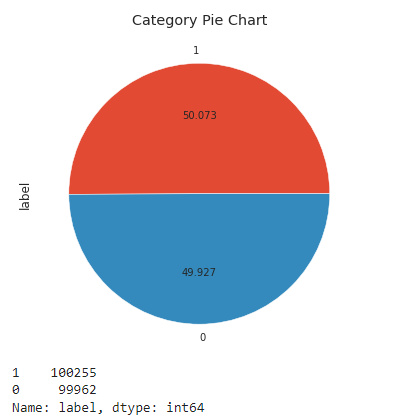 Category Pie Chart
1
50.073
label
49.927
0
1    100255
0     99962
Name: label, dtype: int64